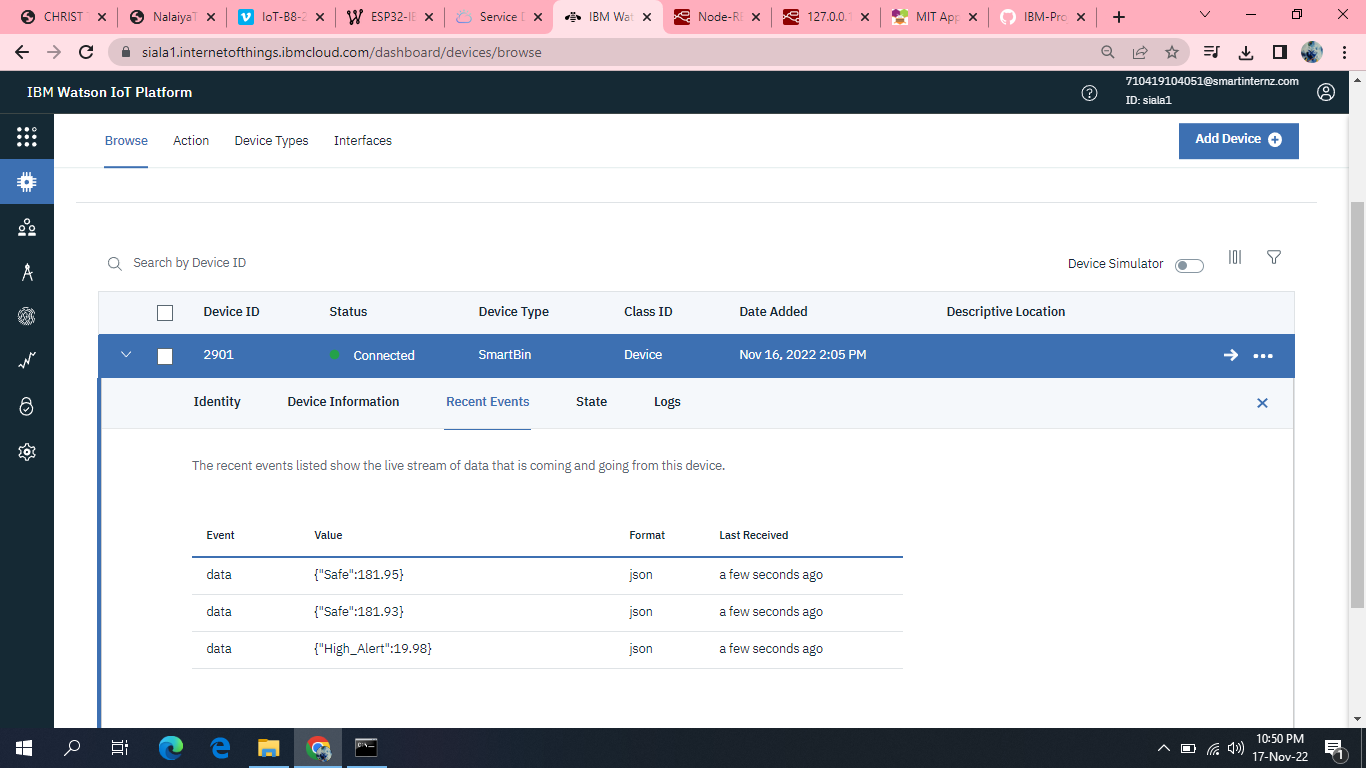 CHRIST
NalaiyaT
IoT-B8-2
ESP32-IE
Service D
IBM Wat
Node-RE
127.0.0.1
MIT App
IBM-Pro
siala1.internetofthings.ibmcloud.com/dashboard/devices/browse
IBM Watson IoT Platform
710419104051@smartinternz.com
ID: siala1
Browse Action Device Types Interfaces
Add Device
Search by Device ID
Device Simulator
Device ID Status Device Type Class ID Date Added Descriptive Location
2901 Connected SmartBin Device Nov 16, 2022 2:05 PM
Identity Device Information Recent Events State Logs
The recent events listed show the live stream of data that is coming and going from this device.
Event Value Format Last Received
data {"Safe":181.95} json a few seconds ago
data {"Safe":181.93} json a few seconds ago
data {"High_Alert":19.98} json a few seconds ago
10:50 PM
17-Nov-22
1